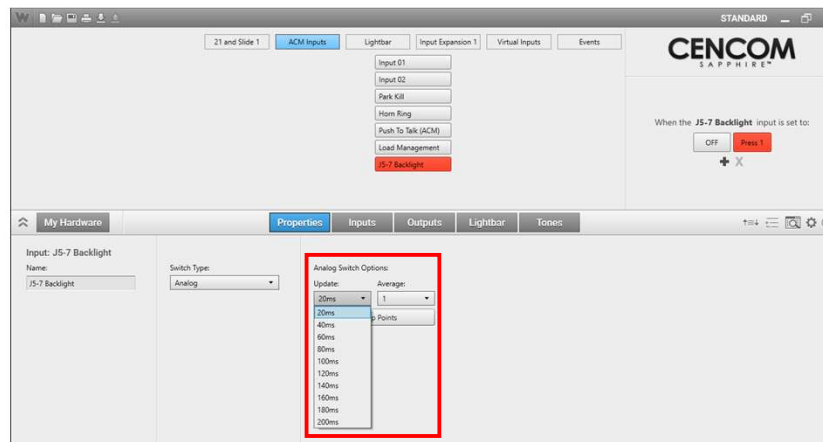 W
STANDARD
21 and Slide 1 ACM Inputs Lightbar Input Expansion 1 Virtual Inputs Events
Input 01
Input 02
Park Kill
Horn Ring
Push To Talk (ACM)
Load Management
J5-7 Backlight
CENCOM
SAPPHIRE™
When the J5-7 Backlight input is set to:
OFF Press 1
+ X
My Hardware Properties Inputs Outputs Lightbar Tones
Input: J5-7 Backlight
Name:
J5-7 Backlight
Switch Type:
Analog
Analog Switch Options:
Update: Average:
20ms 1
20ms
40ms
60ms
80ms
100ms
120ms
140ms
160ms
180ms
200ms
Points